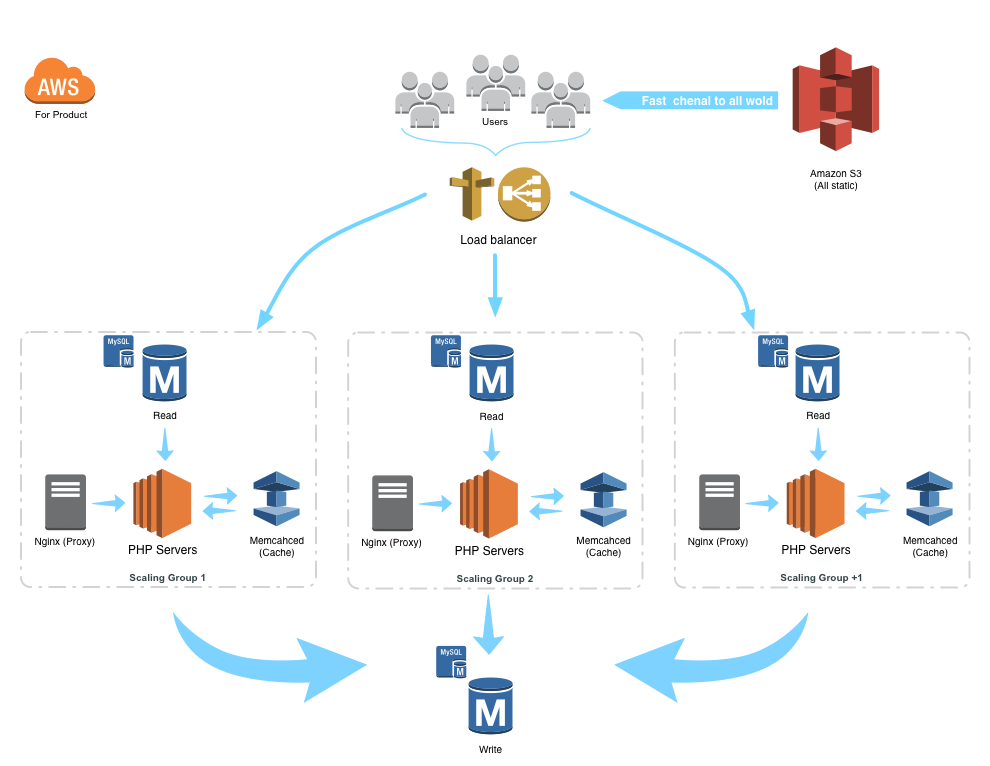 AWS
For Product
Users
Fast chenal to all wold
Amazon S3
(All static)
Load balancer
MySQL
M
M
Read
Nginx (Proxy)
PHP Servers
Memcahced
(Cache)
Scaling Group 1
MySQL
M
M
Read
Nginx (Proxy)
PHP Servers
Memcahced
(Cache)
Scaling Group 2
MySQL
M
M
Read
Nginx (Proxy)
PHP Servers
Memcahced
(Cache)
Scaling Group +1
MySQL
M
M
Write